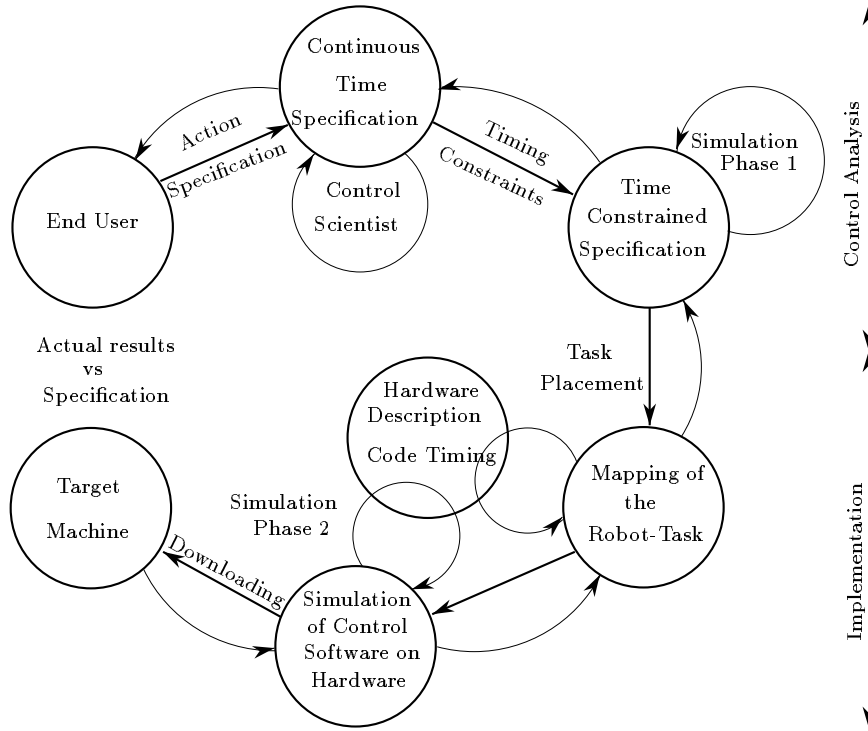 Continuous
Time
Specification
Action
Specification
Timing
Constraints
Simulation
Phase 1
Control Analysis
End User
Control
Scientist
Time
Constrained
Specification
Actual results
vs
Specification
Task
Placement
Hardware
Description
Code Timing
Target
Machine
Simulation
Phase 2
Mapping of
the
Robot-Task
Implementation
Downloading
Simulation
of Control
Software on
Hardware